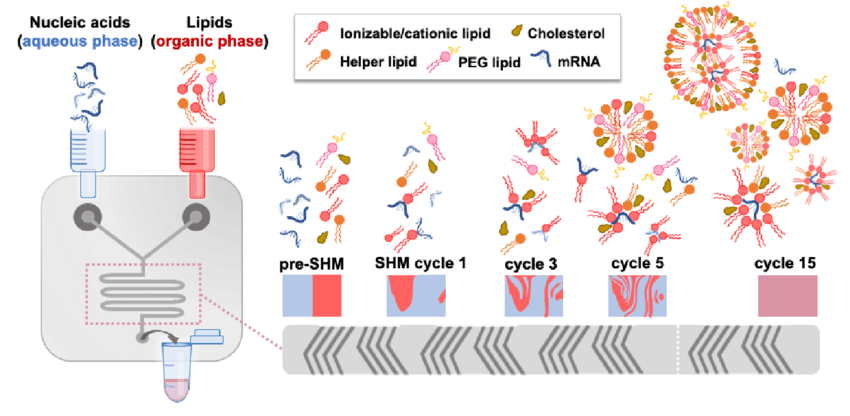 Nucleic acids
(aqueous phase)
Lipids
(organic phase)
Ionizable/cationic lipid
Cholesterol
Helper lipid
PEG lipid
mRNA
pre-SHM
SHM cycle 1
cycle 3
cycle 5
cycle 15